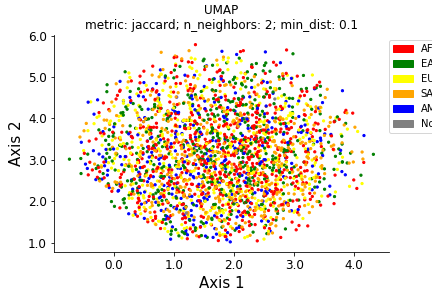 UMAP
metric: jaccard; n_neighbors: 2; min_dist: 0.1
6.0
5.0
4.0
3.0
2.0
1.0
Axis 2
0.0 1.0 2.0 3.0 4.0
Axis 1
AF
EA
EU
SA
AM
No